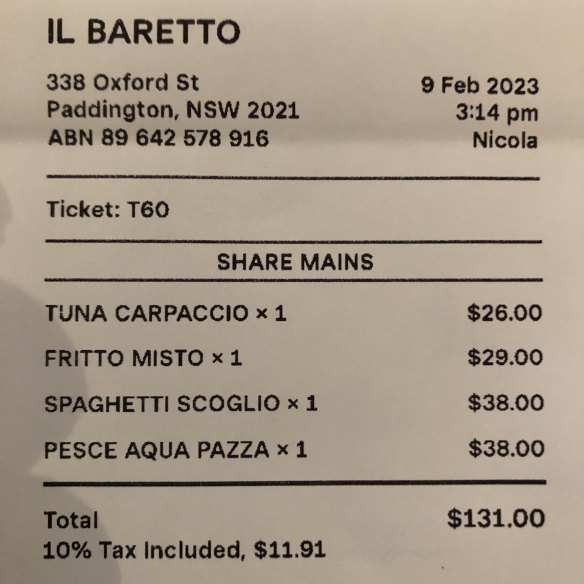 IL BARETTO
338 Oxford St 9 Feb 2023
Paddington, NSW 2021 3:14 pm
ABN 89 642 578 916 Nicola
Ticket: T60
SHARE MAINS
TUNA CARPACCIO × 1 $26.00
FRITTO MISTO × 1 $29.00
SPAGHETTI SCOGLIO × 1 $38.00
PESCE AQUA PAZZA × 1 $38.00
Total $131.00
10% Tax Included, $11.91